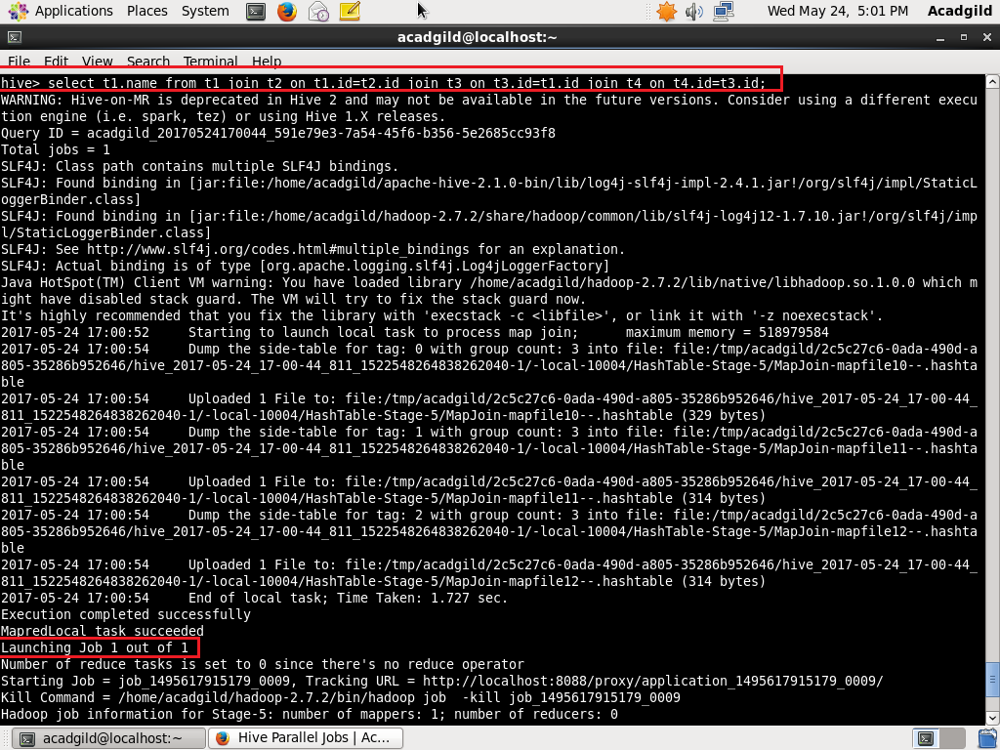 Applications Places System Wed May 24, 5:01 PM Acadgild
acadgild@localhost:~
File Edit View Search Terminal Help
hive> select t1.name from t1 join t2 on t1.id=t2.id join t3 on t3.id=t1.id join t4 on t4.id=t3.id;
WARNING: Hive-on-MR is deprecated in Hive 2 and may not be available in the future versions. Consider using a different execu
tion engine (i.e. spark, tez) or using Hive 1.X releases.
Query ID = acadgild_20170524170044_591e79e3-7a54-45f6-b356-5e2685cc93f8
Total jobs = 1
SLF4J: Class path contains multiple SLF4J bindings.
SLF4J: Found binding in [jar:file:/home/acadgild/apache-hive-2.1.0-bin/lib/log4j-slf4j-impl-2.4.1.jar!/org/slf4j/impl/StaticL
oggerBinder.class]
SLF4J: Found binding in [jar:file:/home/acadgild/hadoop-2.7.2/share/hadoop/common/lib/slf4j-log4j12-1.7.10.jar!/org/slf4j/imp
l/StaticLoggerBinder.class]
SLF4J: See http://www.slf4j.org/codes.html#multiple_bindings for an explanation.
SLF4J: Actual binding is of type [org.apache.logging.slf4j.Log4jLoggerFactory]
Java HotSpot(TM) Client VM warning: You have loaded library /home/acadgild/hadoop-2.7.2/lib/native/libhadoop.so.1.0.0 which m
ight have disabled stack guard. The VM will try to fix the stack guard now.
It's highly recommended that you fix the library with 'execstack -c <libfile>', or link it with '-z noexecstack'.
2017-05-24 17:00:52 Starting to launch local task to process map join; maximum memory = 518979584
2017-05-24 17:00:54 Dump the side-table for tag: 0 with group count: 3 into file: file:/tmp/acadgild/2c5c27c6-0ada-490d-a
805-35286b952646/hive_2017-05-24_17-00-44_811_1522548264838262040-1/-local-10004/HashTable-Stage-5/MapJoin-mapfile10--.hashta
ble
2017-05-24 17:00:54 Uploaded 1 File to: file:/tmp/acadgild/2c5c27c6-0ada-490d-a805-35286b952646/hive_2017-05-24_17-00-44_
811_1522548264838262040-1/-local-10004/HashTable-Stage-5/MapJoin-mapfile10--.hashtable (329 bytes)
2017-05-24 17:00:54 Dump the side-table for tag: 1 with group count: 3 into file: file:/tmp/acadgild/2c5c27c6-0ada-490d-a
805-35286b952646/hive_2017-05-24_17-00-44_811_1522548264838262040-1/-local-10004/HashTable-Stage-5/MapJoin-mapfile11--.hashta
ble
2017-05-24 17:00:54 Uploaded 1 File to: file:/tmp/acadgild/2c5c27c6-0ada-490d-a805-35286b952646/hive_2017-05-24_17-00-44_
811_1522548264838262040-1/-local-10004/HashTable-Stage-5/MapJoin-mapfile11--.hashtable (314 bytes)
2017-05-24 17:00:54 Dump the side-table for tag: 2 with group count: 3 into file: file:/tmp/acadgild/2c5c27c6-0ada-490d-a
805-35286b952646/hive_2017-05-24_17-00-44_811_1522548264838262040-1/-local-10004/HashTable-Stage-5/MapJoin-mapfile12--.hashta
ble
2017-05-24 17:00:54 Uploaded 1 File to: file:/tmp/acadgild/2c5c27c6-0ada-490d-a805-35286b952646/hive_2017-05-24_17-00-44_
811_1522548264838262040-1/-local-10004/HashTable-Stage-5/MapJoin-mapfile12--.hashtable (314 bytes)
2017-05-24 17:00:54 End of local task; Time Taken: 1.727 sec.
Execution completed successfully
MapredLocal task succeeded
Launching Job 1 out of 1
Number of reduce tasks is set to 0 since there's no reduce operator
Starting Job = job_1495617915179_0009, Tracking URL = http://localhost:8088/proxy/application_1495617915179_0009/
Kill Command = /home/acadgild/hadoop-2.7.2/bin/hadoop job -kill job_1495617915179_0009
Hadoop job information for Stage-5: number of mappers: 1; number of reducers: 0
acadgild@localhost:~ Hive Parallel Jobs | Ac...